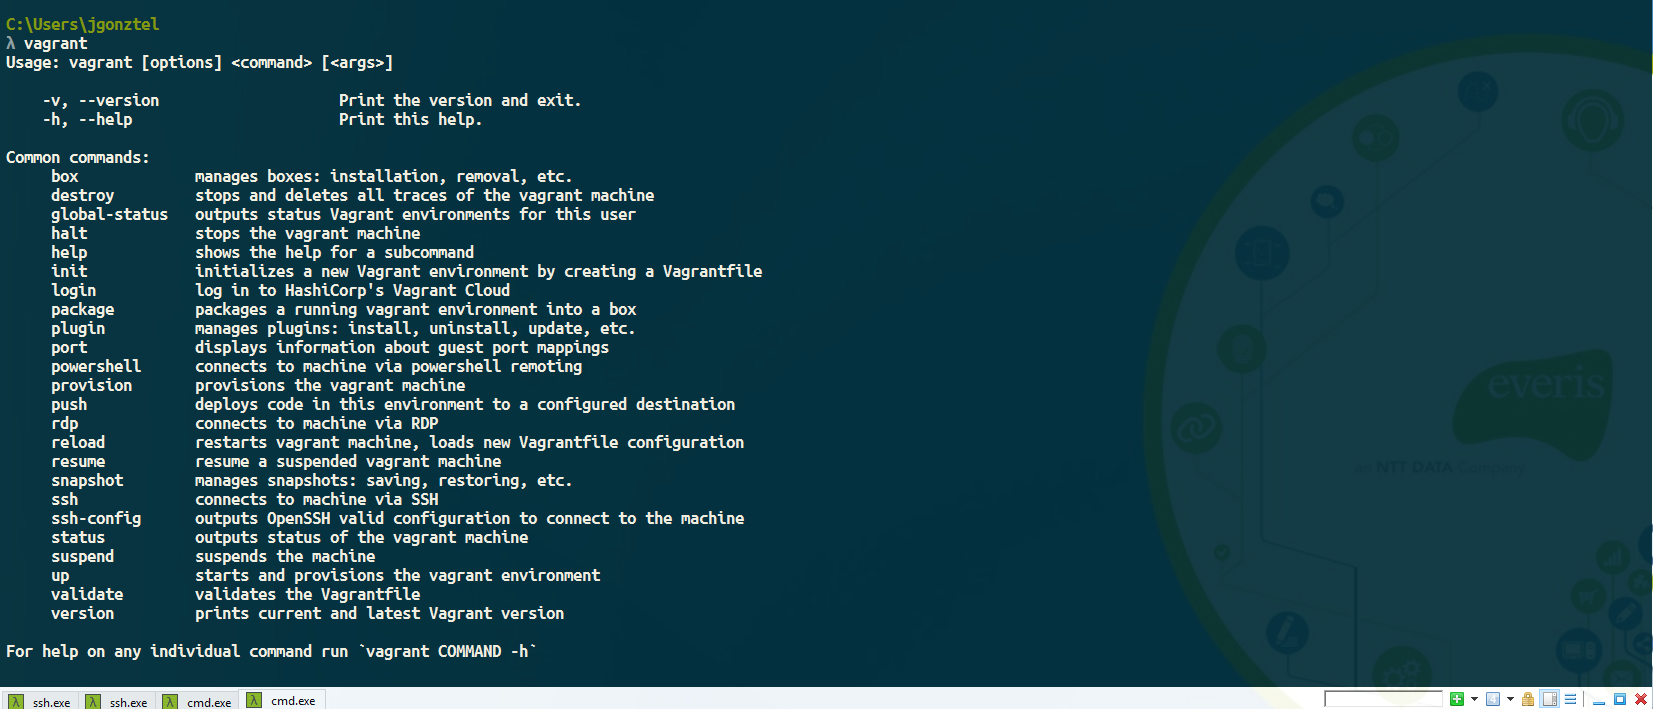 C:\Users\jgonztel
λ vagrant
Usage: vagrant [options] <command> [<args>]
    -v, --version                    Print the version and exit.
    -h, --help                       Print this help.
Common commands:
     box             manages boxes: installation, removal, etc.
     destroy         stops and deletes all traces of the vagrant machine
     global-status   outputs status Vagrant environments for this user
     halt            stops the vagrant machine
     help            shows the help for a subcommand
     init            initializes a new Vagrant environment by creating a Vagrantfile
     login           log in to HashiCorp's Vagrant Cloud
     package         packages a running vagrant environment into a box
     plugin          manages plugins: install, uninstall, update, etc.
     port            displays information about guest port mappings
     powershell      connects to machine via powershell remoting
     provision       provisions the vagrant machine
     push            deploys code in this environment to a configured destination
     rdp             connects to machine via RDP
     reload          restarts vagrant machine, loads new Vagrantfile configuration
     resume          resume a suspended vagrant machine
     snapshot        manages snapshots: saving, restoring, etc.
     ssh             connects to machine via SSH
     ssh-config      outputs OpenSSH valid configuration to connect to the machine
     status          outputs status of the vagrant machine
     suspend         suspends the machine
     up              starts and provisions the vagrant environment
     validate        validates the Vagrantfile
     version         prints current and latest Vagrant version
For help on any individual command run `vagrant COMMAND -h`
everis
an NTT DATA Company
λ ssh.exe λ ssh.exe λ cmd.exe λ cmd.exe